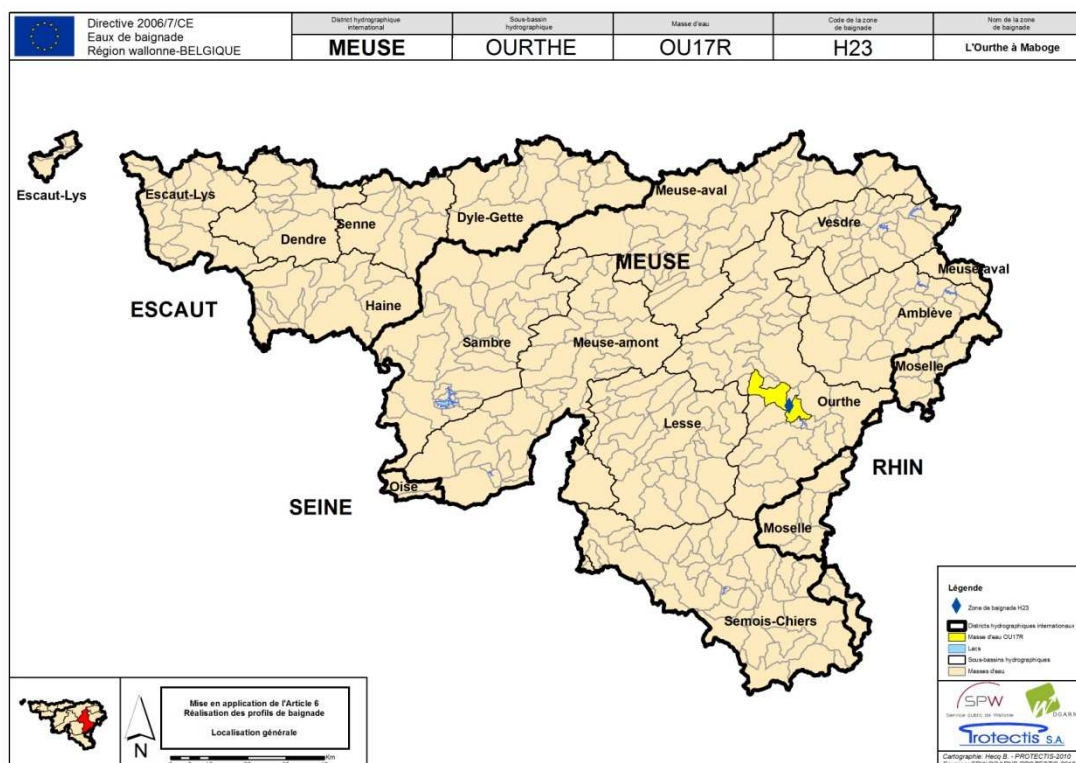 Directive 2006/7/CE
Eaux de baignade
Région wallonne-BELGIQUE
District hydrographique
international
MEUSE
Sous-bassin
hydrographique
OURTHE
Masse d'eau
OU17R
Code de la zone
de baignade
H23
Nom de la zone
de baignade
L'Ourthe à Maboge
Escaut-Lys
Escaut-Lys
Dendre
Senne
Dyle-Gette
Meuse-aval
Vesdre
Meuse-aval
MEUSE
ESCAUT
Haine
Sambre
Meuse-amont
Amblève
Moselle
Ourthe
Lesse
RHIN
Oise
SEINE
Moselle
Semois-Chiers
Légende
Zone de baignade H23
Districts hydrographiques internationaux
Masse d'eau OU17R
Lacs
Sous-bassins hydrographiques
Masses d'eau
N
Mise en application de l'Article 6
Réalisation des profils de baignade
Localisation générale
Km
SPW
Service public de Wallonie
DGARNE
Protectis S.A.
Cartographie: Hecq B. - PROTECTIS-2010